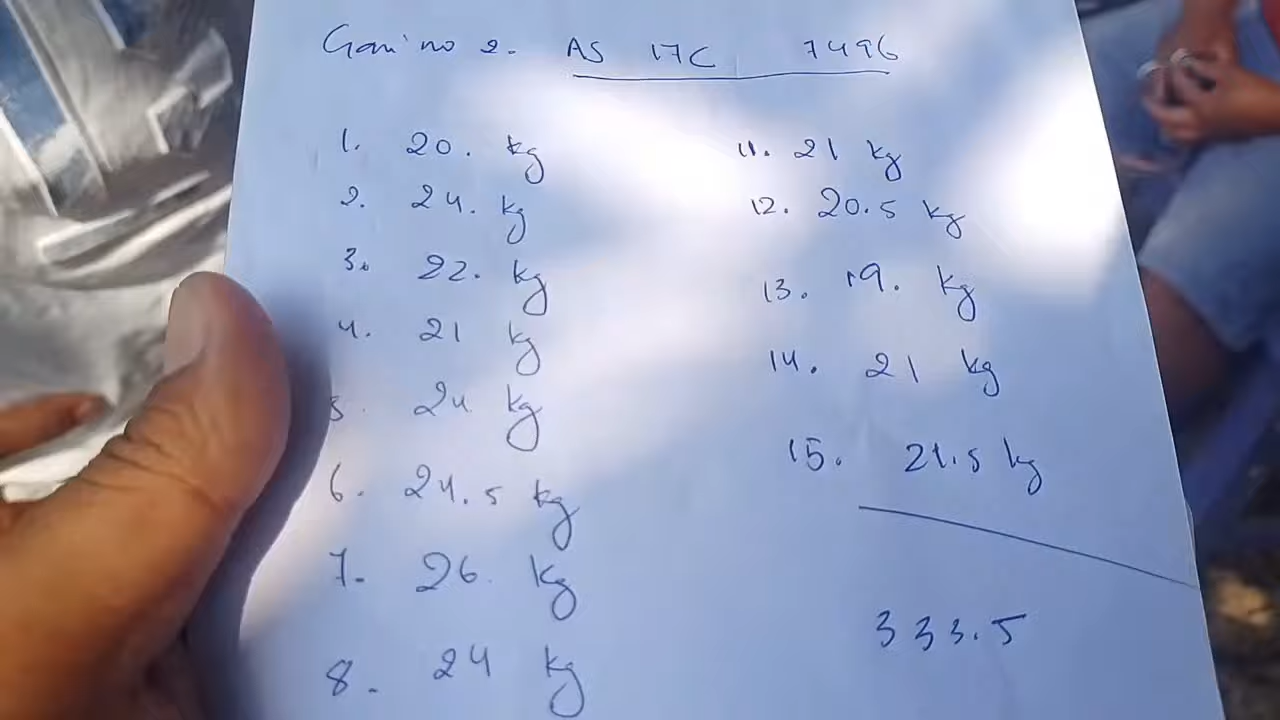 Gari no 2. AS 17C 7496
1. 20. kg
2. 24. kg
3. 22. kg
4. 21 kg
5. 24 kg
6. 24.5 kg
7. 26 kg
8. 24 kg
11. 21 kg
12. 20.5 kg
13. 19. kg
14. 21 kg
15. 21.5 kg
333.5